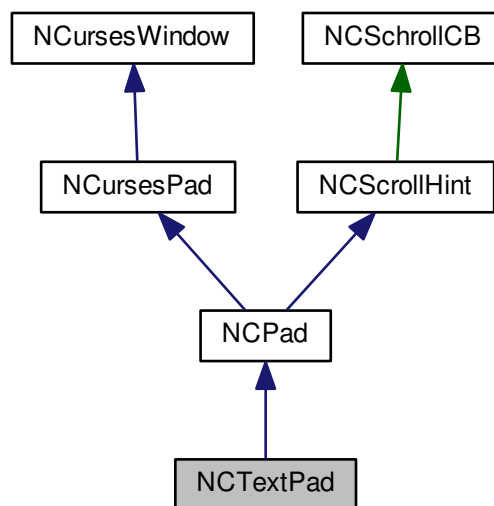 NCursesWindow
NCSchrollCB
NCursesPad
NCScrollHint
NCPad
NCTextPad